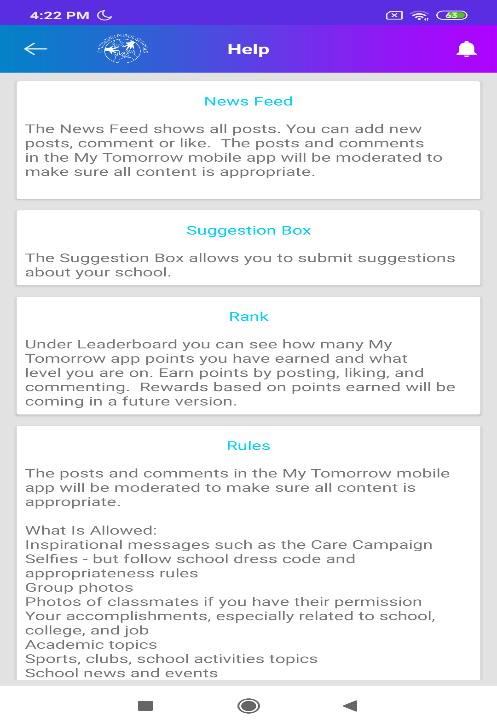 4:22 PM
63
Help
News Feed
The News Feed shows all posts. You can add new
posts, comment or like.  The posts and comments
in the My Tomorrow mobile app will be moderated to
make sure all content is appropriate.
Suggestion Box
The Suggestion Box allows you to submit suggestions
about your school.
Rank
Under Leaderboard you can see how many My
Tomorrow app points you have earned and what
level you are on. Earn points by posting, liking, and
commenting.  Rewards based on points earned will be
coming in a future version.
Rules
The posts and comments in the My Tomorrow mobile
app will be moderated to make sure all content is
appropriate.
What Is Allowed:
Inspirational messages such as the Care Campaign
Selfies - but follow school dress code and
appropriateness rules
Group photos
Photos of classmates if you have their permission
Your accomplishments, especially related to school,
college, and job
Academic topics
Sports, clubs, school activities topics
School news and events